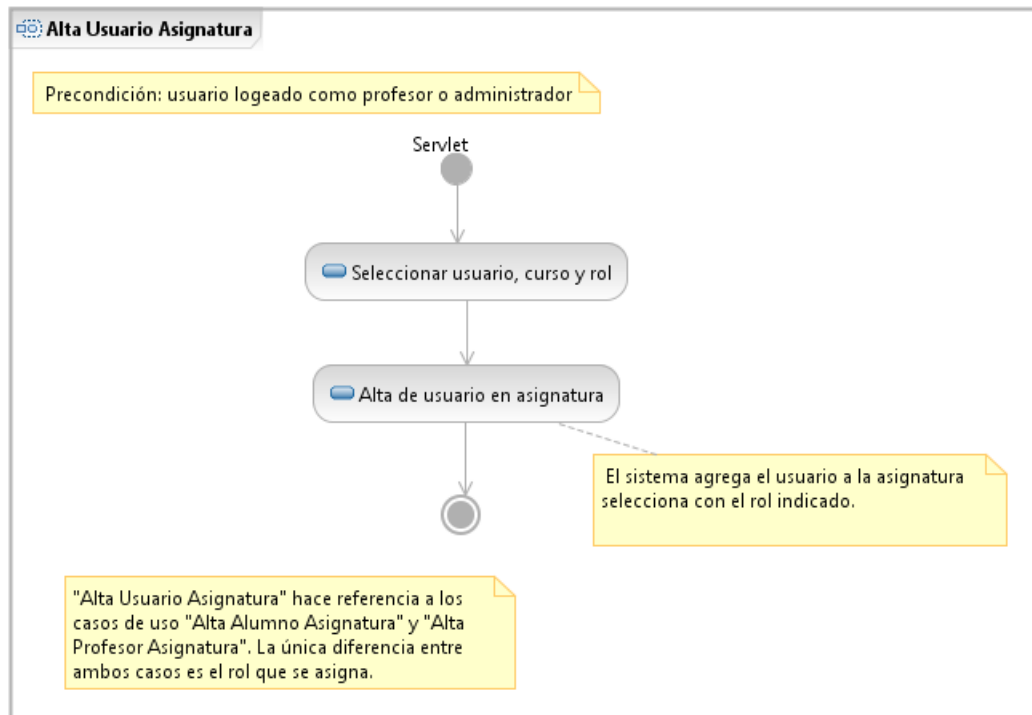 Alta Usuario Asignatura
Precondición: usuario logeado como profesor o administrador
Servlet
Seleccionar usuario, curso y rol
Alta de usuario en asignatura
El sistema agrega el usuario a la asignatura
selecciona con el rol indicado.
"Alta Usuario Asignatura" hace referencia a los
casos de uso "Alta Alumno Asignatura" y "Alta
Profesor Asignatura". La única diferencia entre
ambos casos es el rol que se asigna.